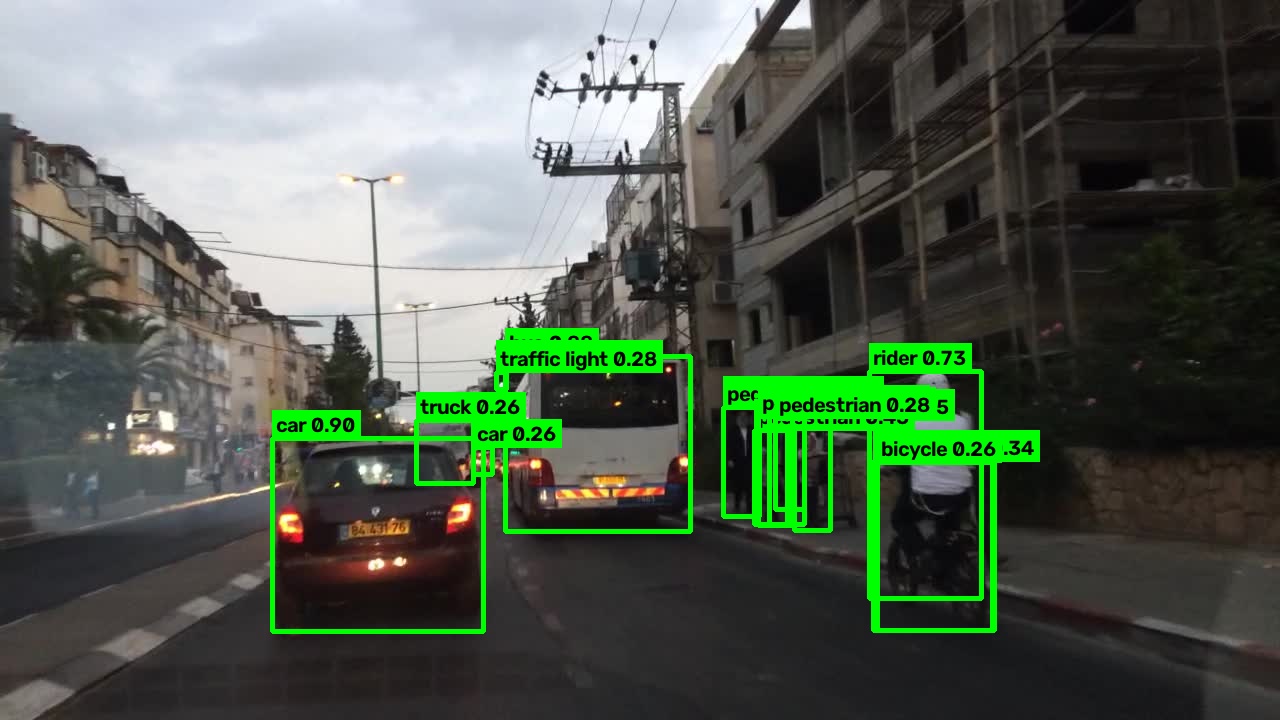 traffic light 0.28
rider 0.73
truck 0.26
pedestrian 0.28
5
car 0.90
car 0.26
bicycle 0.26
.34
84 431 76